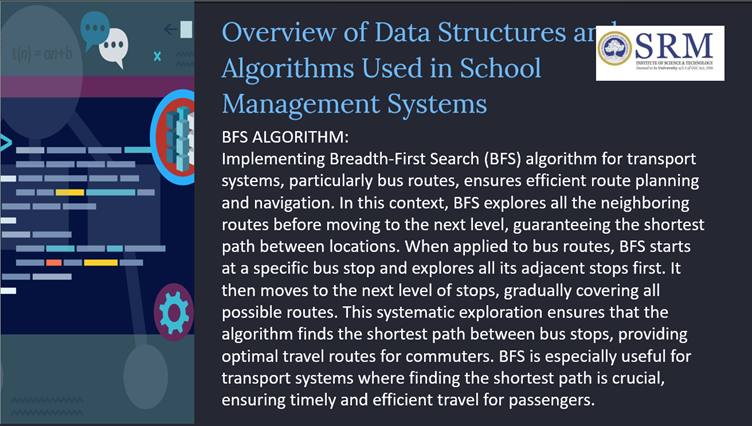 t(n) = an+b
Overview of Data Structures and
Algorithms Used in School
Management Systems
SRM
INSTITUTE OF SCIENCE & TECHNOLOGY
Deemed to be University u/s 3 of UGC Act, 1956
BFS ALGORITHM:
Implementing Breadth-First Search (BFS) algorithm for transport
systems, particularly bus routes, ensures efficient route planning
and navigation. In this context, BFS explores all the neighboring
routes before moving to the next level, guaranteeing the shortest
path between locations. When applied to bus routes, BFS starts
at a specific bus stop and explores all its adjacent stops first. It
then moves to the next level of stops, gradually covering all
possible routes. This systematic exploration ensures that the
algorithm finds the shortest path between bus stops, providing
optimal travel routes for commuters. BFS is especially useful for
transport systems where finding the shortest path is crucial,
ensuring timely and efficient travel for passengers.